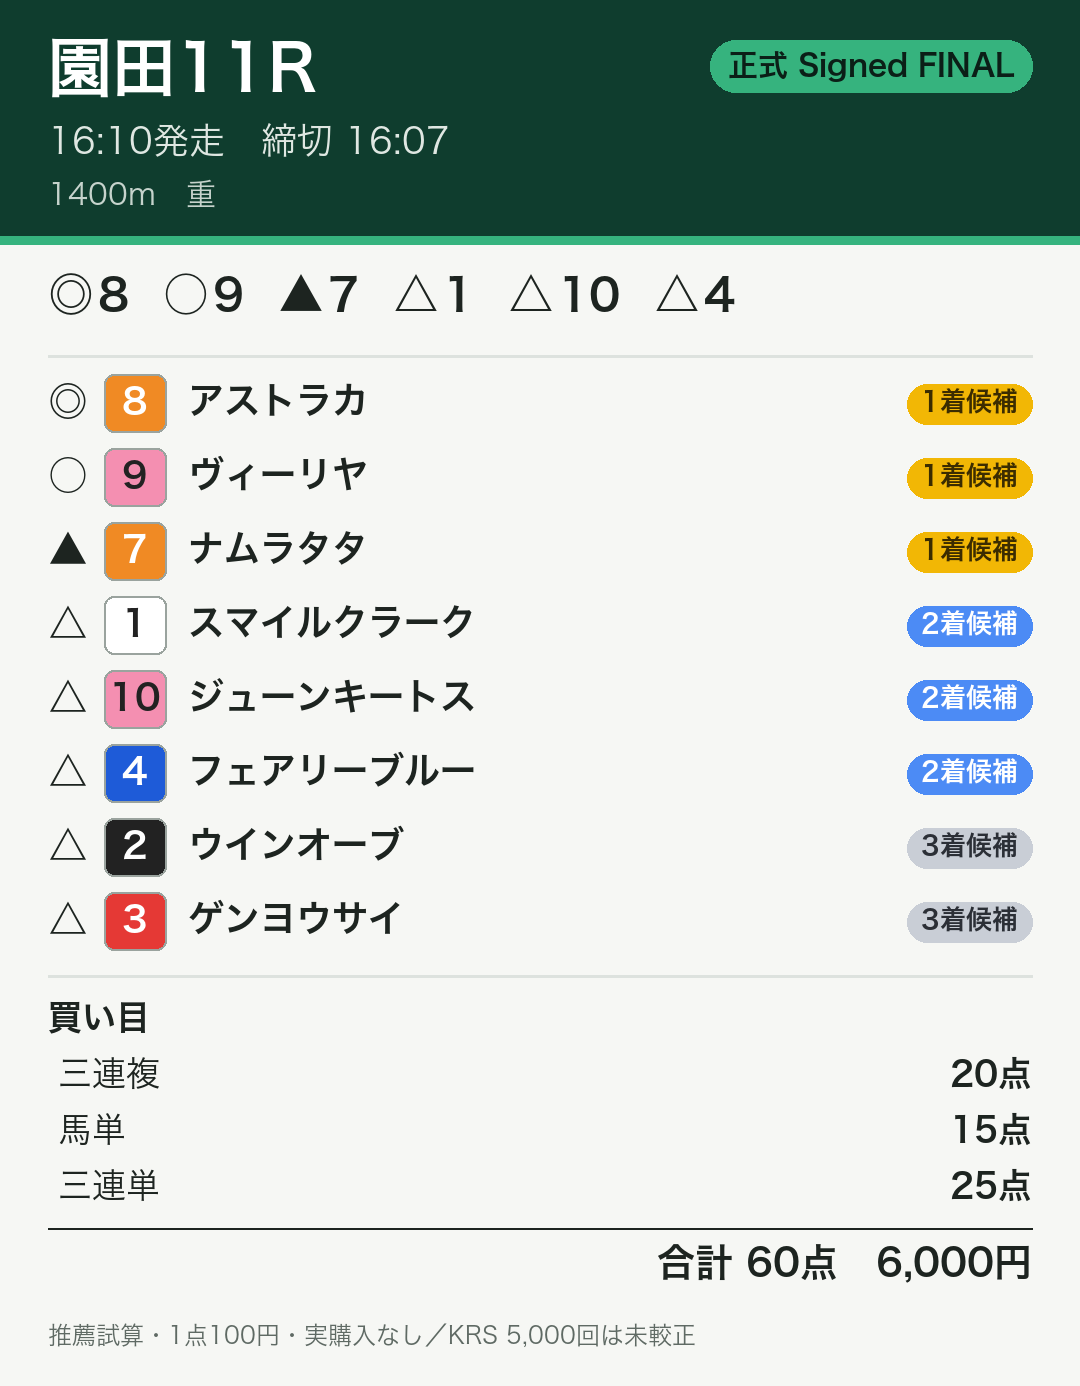 園田11R
正式 Signed FINAL
16:10発走　締切 16:07
1400m　重
◎8 ○9 ▲7 △1 △10 △4
◎ 8 アストラカ 1着候補
○ 9 ヴィーリヤ 1着候補
▲ 7 ナムラタタ 1着候補
△ 1 スマイルクラーク 2着候補
△ 10 ジューンキートス 2着候補
△ 4 フェアリーブルー 2着候補
△ 2 ウインオーブ 3着候補
△ 3 ゲンヨウサイ 3着候補
買い目
三連複 20点
馬単 15点
三連単 25点
合計 60点　6,000円
推薦試算・1点100円・実購入なし／KRS 5,000回は未較正